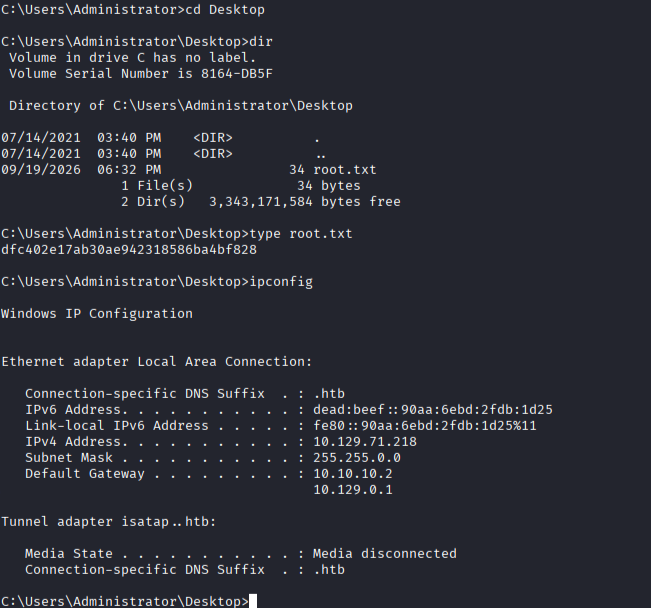 C:\Users\Administrator>cd Desktop
C:\Users\Administrator\Desktop>dir
 Volume in drive C has no label.
 Volume Serial Number is 8164-DB5F
 Directory of C:\Users\Administrator\Desktop
07/14/2021  03:40 PM    <DIR>          .
07/14/2021  03:40 PM    <DIR>          ..
09/19/2026  06:32 PM                34 root.txt
               1 File(s)             34 bytes
               2 Dir(s)   3,343,171,584 bytes free
C:\Users\Administrator\Desktop>type root.txt
dfc402e17ab30ae942318586ba4bf828
C:\Users\Administrator\Desktop>ipconfig
Windows IP Configuration
Ethernet adapter Local Area Connection:
   Connection-specific DNS Suffix  . : .htb
   IPv6 Address. . . . . . . . . . . : dead:beef::90aa:6ebd:2fdb:1d25
   Link-local IPv6 Address . . . . . : fe80::90aa:6ebd:2fdb:1d25%11
   IPv4 Address. . . . . . . . . . . : 10.129.71.218
   Subnet Mask . . . . . . . . . . . : 255.255.0.0
   Default Gateway . . . . . . . . . : 10.10.10.2
                                       10.129.0.1
Tunnel adapter isatap..htb:
   Media State . . . . . . . . . . . : Media disconnected
   Connection-specific DNS Suffix  . : .htb
C:\Users\Administrator\Desktop>